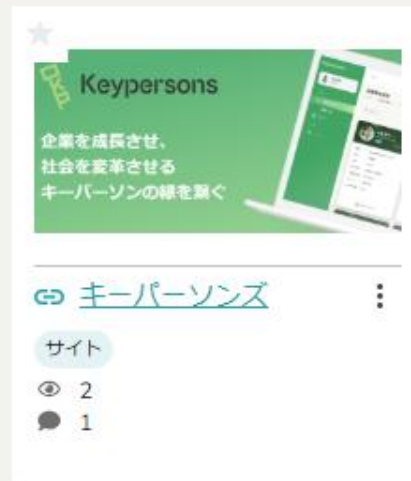 Keypersons
企業を成長させ、
社会を変革させる
キーパーソンの縁を繋ぐ
キーパーソンズ
サイト
2
1